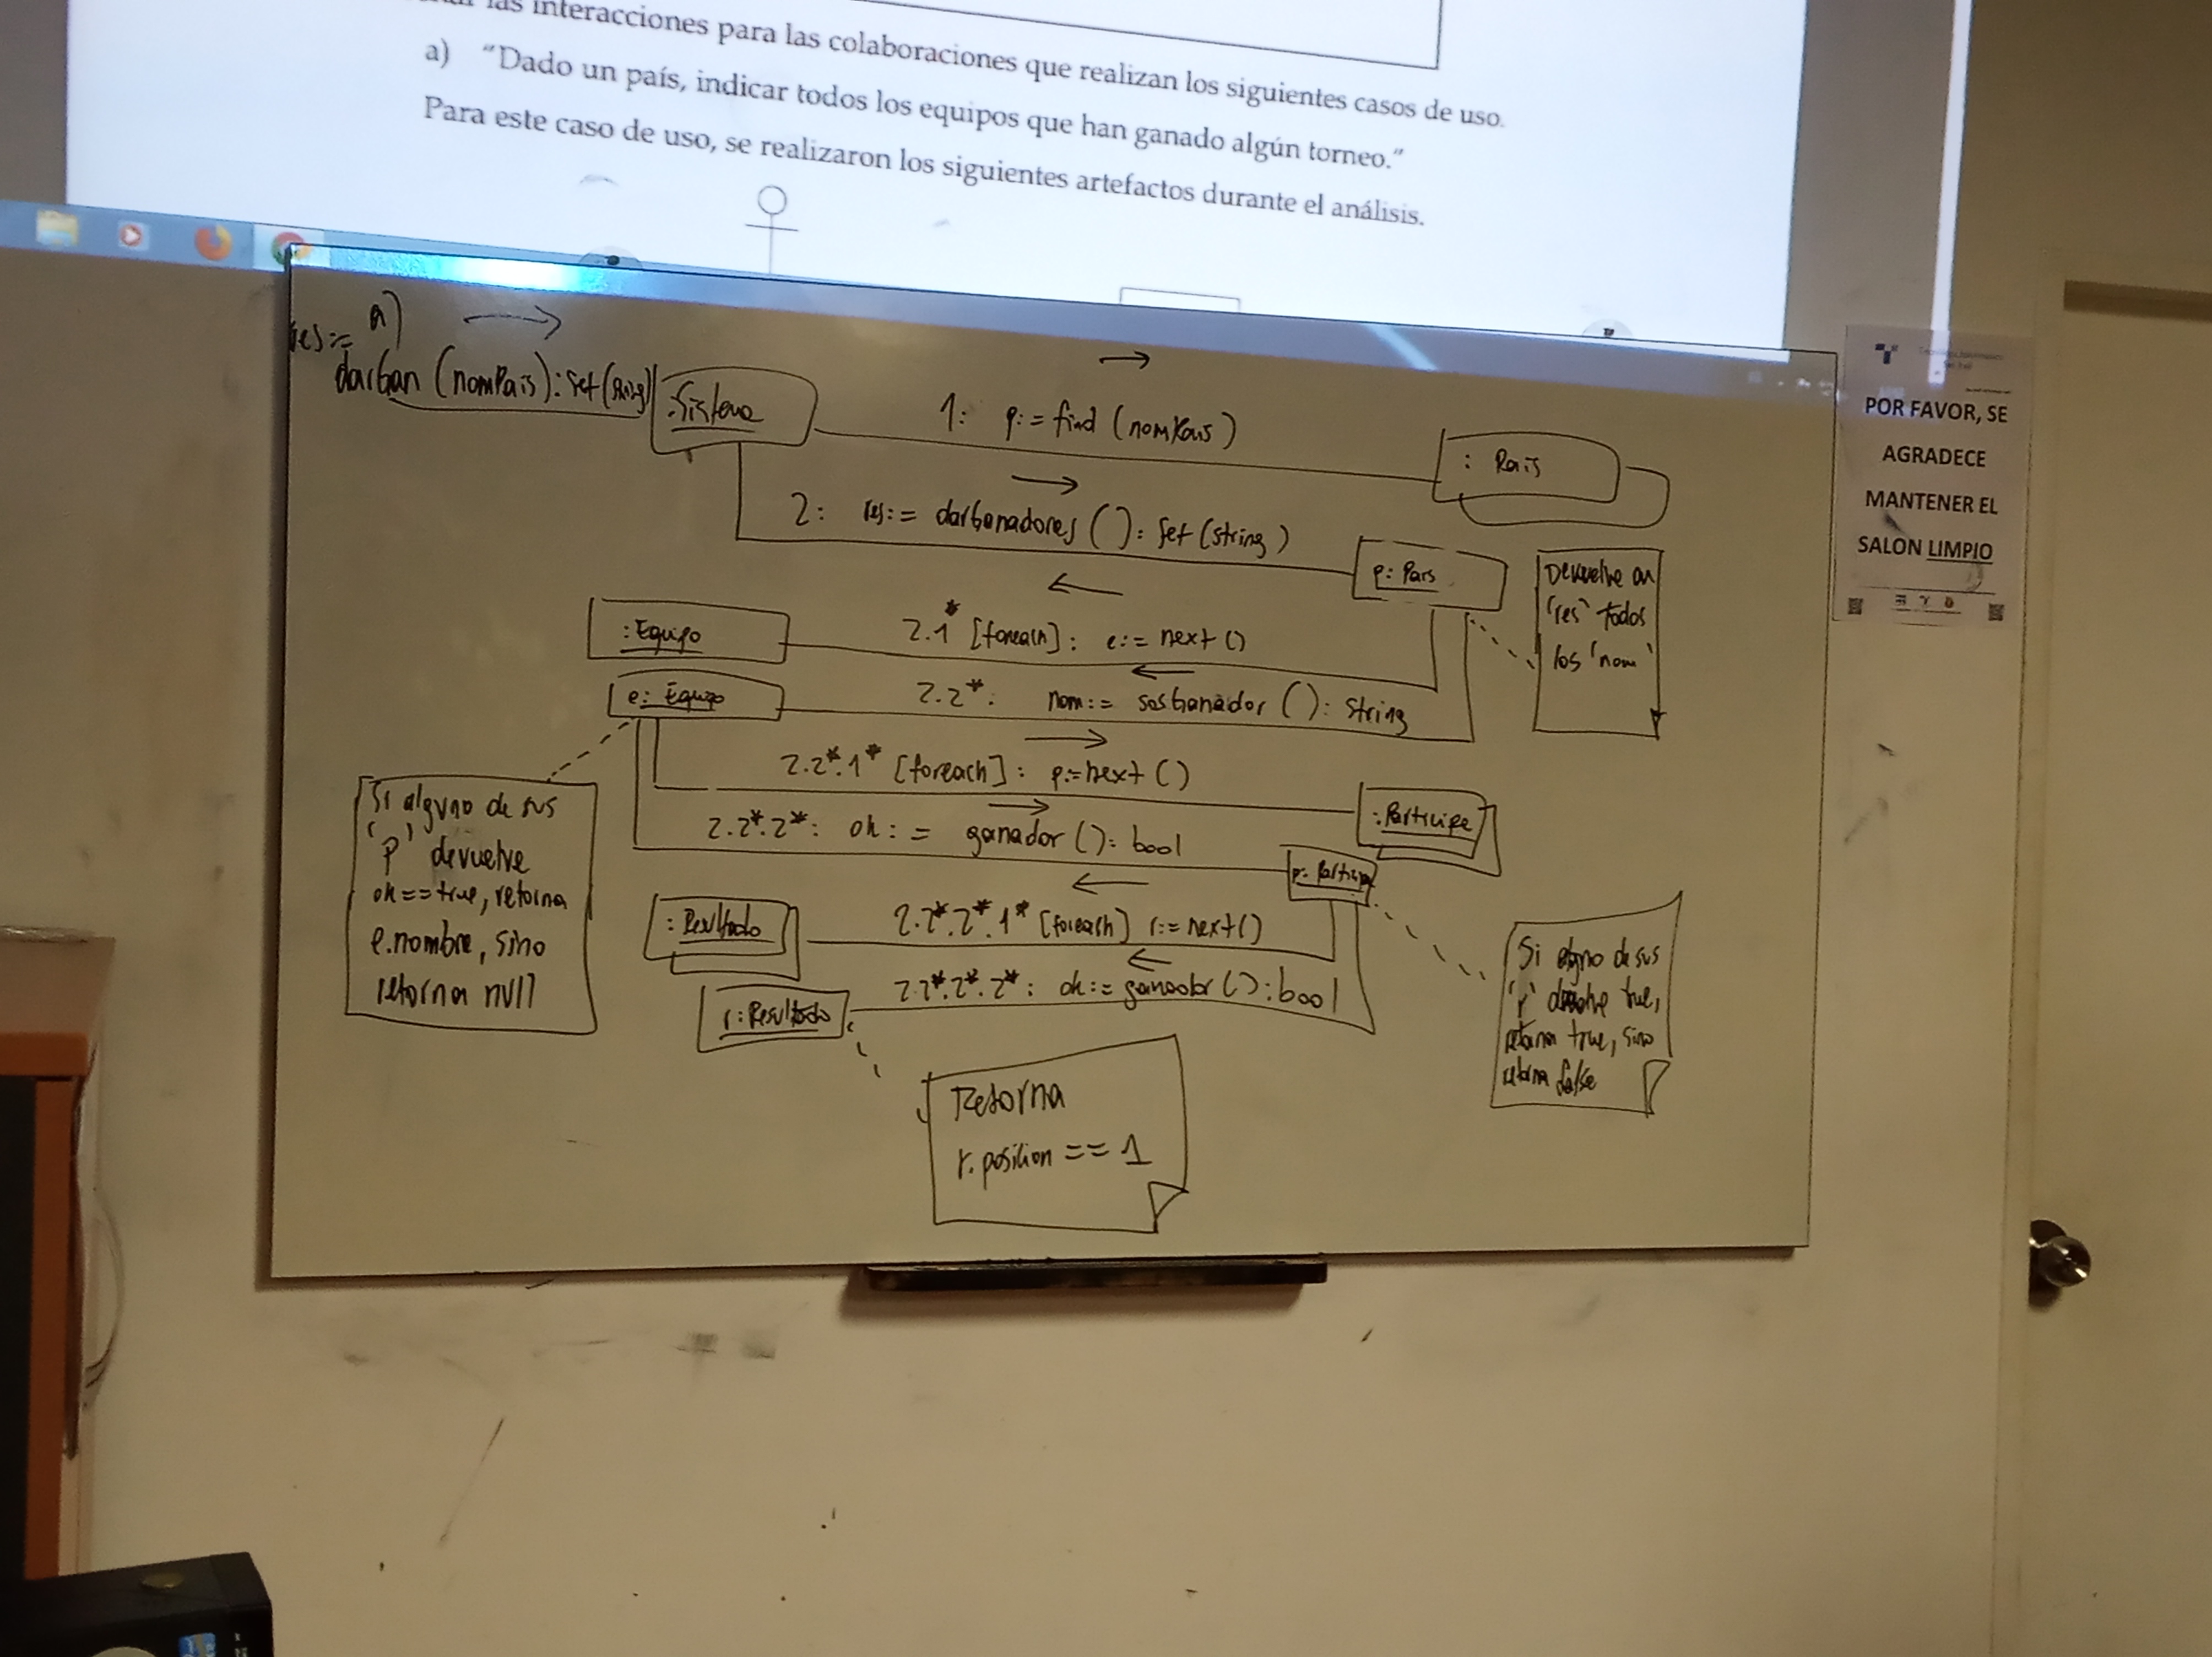 las interacciones para las colaboraciones que realizan los siguientes casos de uso.
a) "Dado un país, indicar todos los equipos que han ganado algún torneo."
Para este caso de uso, se realizaron los siguientes artefactos durante el análisis.
a)
res:=
darGan (nomPais): Set(String)
:Sistema
1: p:= find (nomPais)
: Pais
2: res:= darGanadores ( ): Set (string)
p: Pais
Devuelve en
'res' todos
los 'nom'
:Equipo
2.1* [foreach]: e:= next ()
e: Equipo
2.2*: nom:= sosGanador ( ): String
2.2*.1* [foreach]: p:=next ()
:Participa
2.2*.2*: ok:= ganador (): bool
p: Participa
Si alguno de sus
'p' devuelve
ok==true, retorna
e.nombre, sino
retorna null
:Resultado
2.2*.2*.1* [foreach] r:=next()
r:Resultado
2.2*.2*.2*: ok:= ganador ( ): bool
Si alguno de sus
'r' devuelve true,
retorna true, sino
retorna false
Retorna
r.posicion == 1
POR FAVOR, SE
AGRADECE
MANTENER EL
SALON LIMPIO